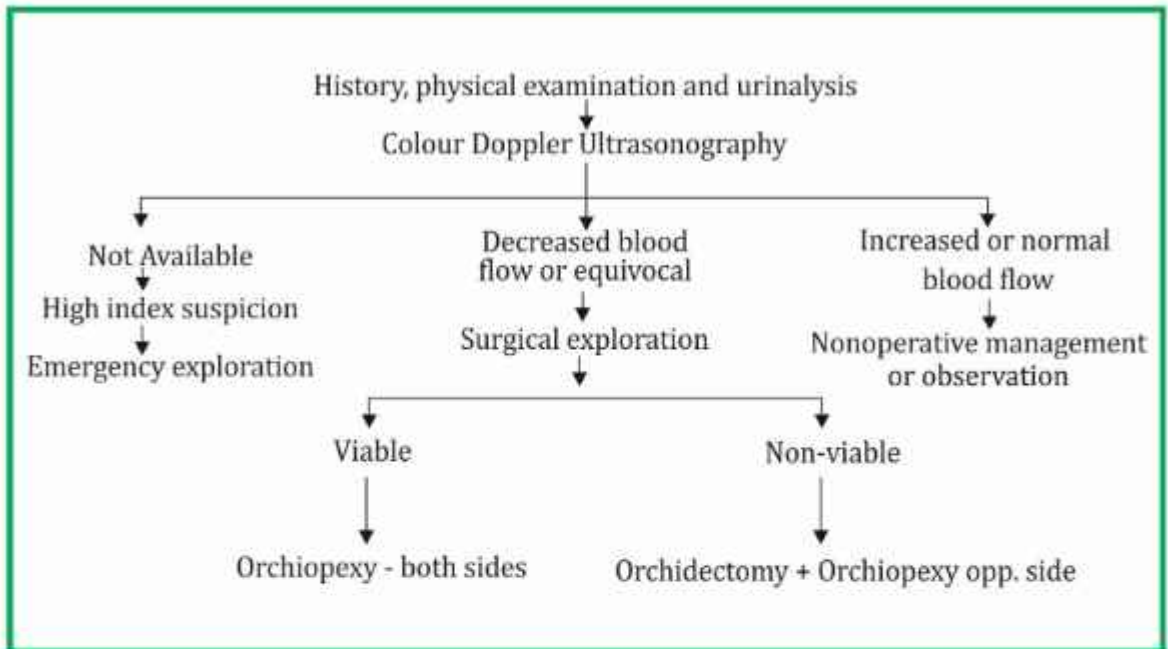 History, physical examination and urinalysis
Colour Doppler Ultrasonography
Not Available
High index suspicion
Emergency exploration
Decreased blood
flow or equivocal
Surgical exploration
Increased or normal
blood flow
Nonoperative management
or observation
Viable
Non-viable
Orchiopexy - both sides
Orchidectomy + Orchiopexy opp. side